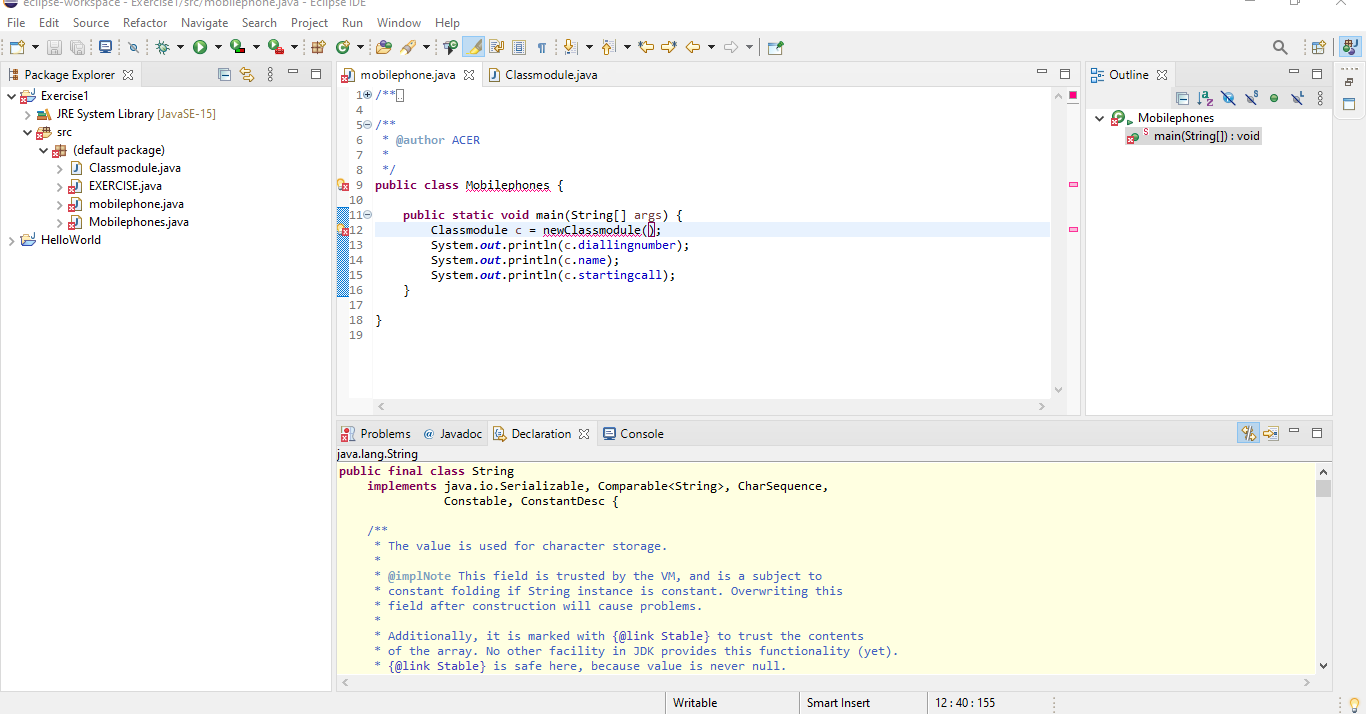 eclipse-workspace - Exercise1/src/mobilephone.java - Eclipse IDE
File Edit Source Refactor Navigate Search Project Run Window Help
Package Explorer
Exercise1
JRE System Library [JavaSE-15]
src
(default package)
Classmodule.java
EXERCISE.java
mobilephone.java
Mobilephones.java
HelloWorld
mobilephone.java Classmodule.java
1 /**
4
5 /**
6 * @author ACER
7 *
8 */
9 public class Mobilephones {
10
11 public static void main(String[] args) {
12 Classmodule c = newClassmodule();
13 System.out.println(c.diallingnumber);
14 System.out.println(c.name);
15 System.out.println(c.startingcall);
16 }
17
18 }
19
Outline
Mobilephones
main(String[]) : void
Problems @ Javadoc Declaration Console
java.lang.String
public final class String
implements java.io.Serializable, Comparable<String>, CharSequence,
Constable, ConstantDesc {
/**
* The value is used for character storage.
*
* @implNote This field is trusted by the VM, and is a subject to
* constant folding if String instance is constant. Overwriting this
* field after construction will cause problems.
*
* Additionally, it is marked with {@link Stable} to trust the contents
* of the array. No other facility in JDK provides this functionality (yet).
* {@link Stable} is safe here, because value is never null.
Writable Smart Insert 12 : 40 : 155